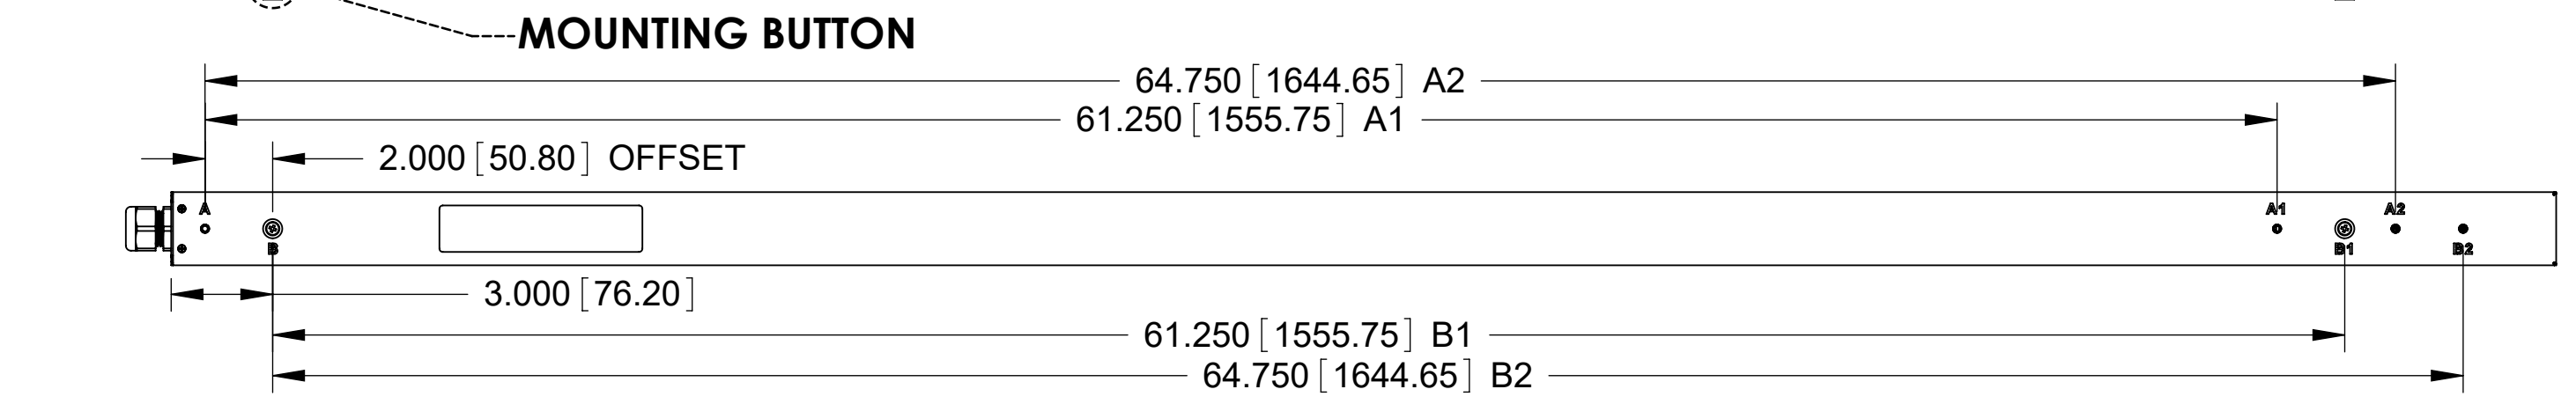 MOUNTING BUTTON
64.750 [1644.65] A2
61.250 [1555.75] A1
2.000 [50.80] OFFSET
A A1 A2
B B1 B2
3.000 [76.20]
61.250 [1555.75] B1
64.750 [1644.65] B2